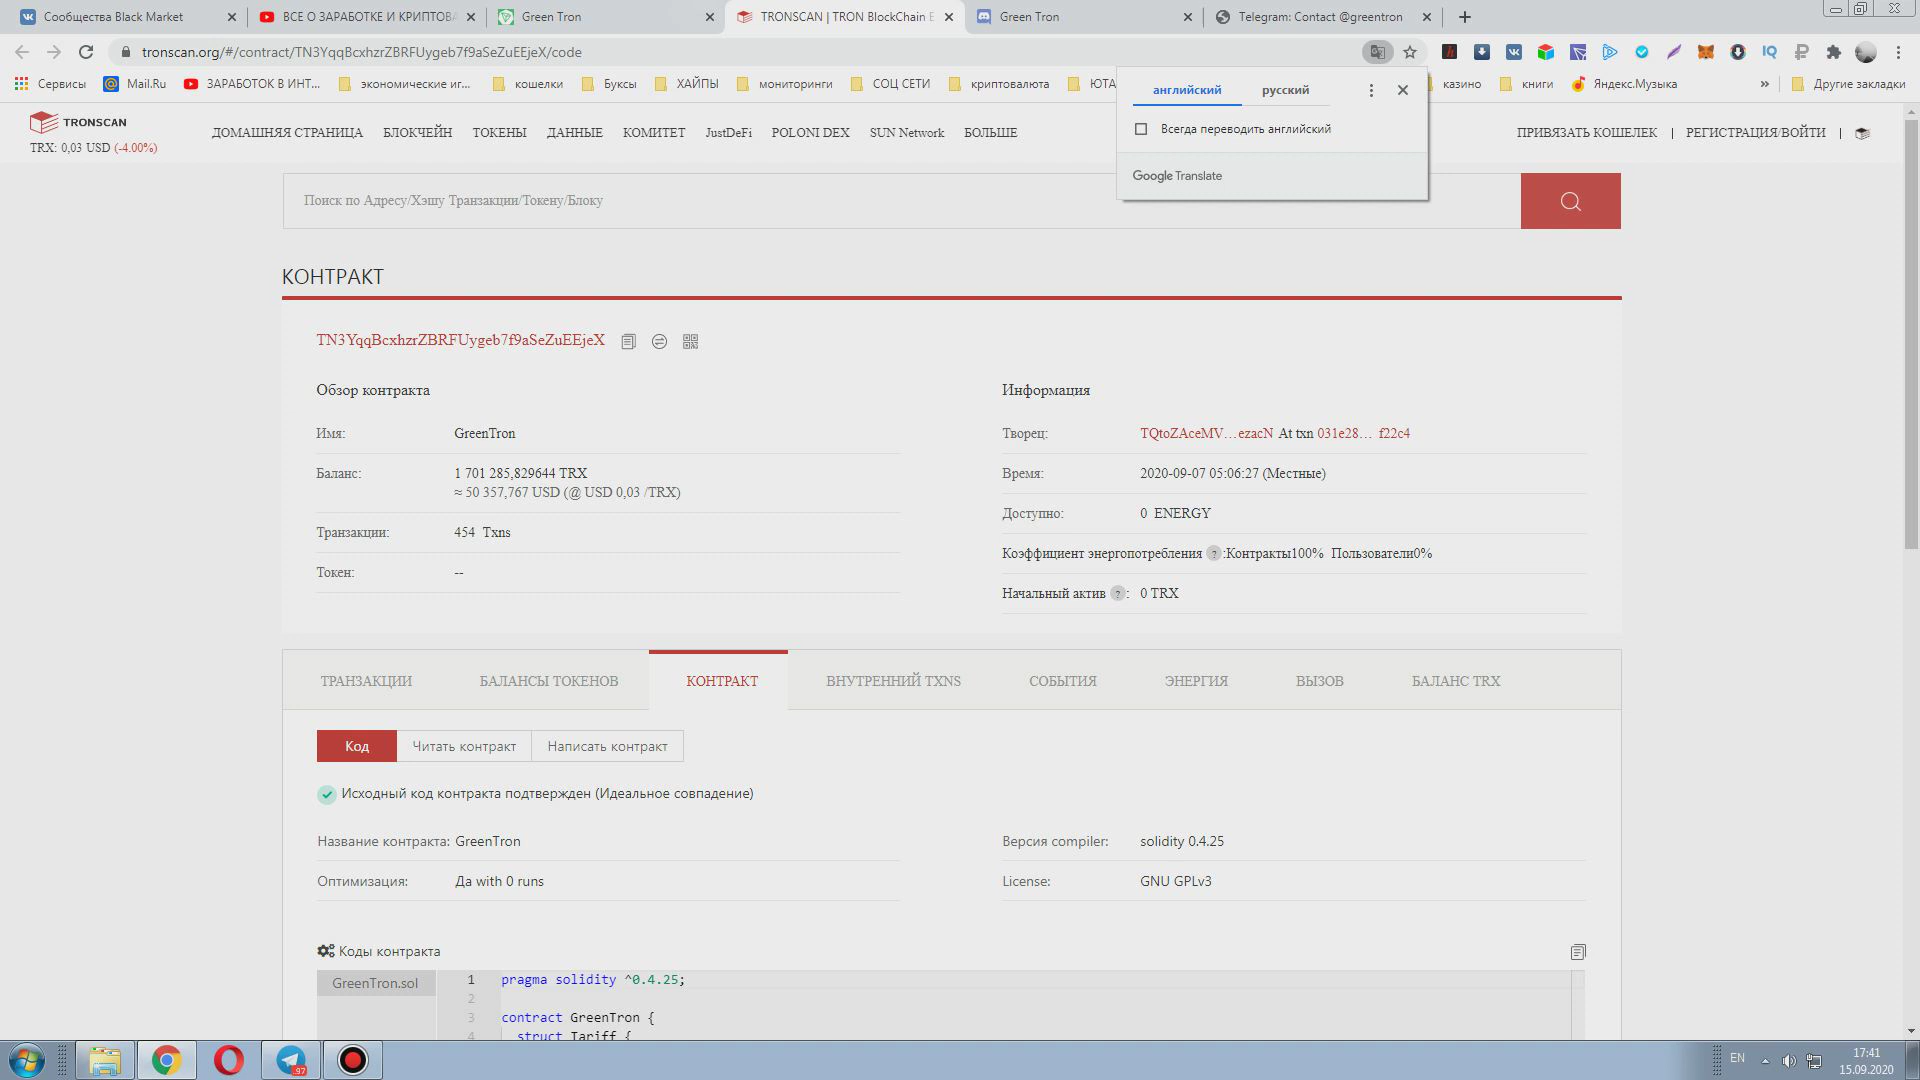 Сообщества Black Market
ВСЕ О ЗАРАБОТКЕ И КРИПТОВА
Green Tron
TRONSCAN | TRON BlockChain E
Green Tron
Telegram: Contact @greentron
tronscan.org/#/contract/TN3YqqBcxhzrZBRFUygeb7f9aSeZuEEjeX/code
Сервисы
Mail.Ru
ЗАРАБОТОК В ИНТ...
экономические иг...
кошелки
Буксы
ХАЙПЫ
мониторинги
СОЦ СЕТИ
криптовалюта
ЮТА
казино
книги
Яндекс.Музыка
»
Другие закладки
английский
русский
Всегда переводить английский
Google Translate
TRONSCAN
TRX: 0,03 USD (-4.00%)
ДОМАШНЯЯ СТРАНИЦА
БЛОКЧЕЙН
ТОКЕНЫ
ДАННЫЕ
КОМИТЕТ
JustDeFi
POLONI DEX
SUN Network
БОЛЬШЕ
ПРИВЯЗАТЬ КОШЕЛЕК | РЕГИСТРАЦИЯ/ВОЙТИ |
Поиск по Адресу/Хэшу Транзакции/Токену/Блоку
КОНТРАКТ
TN3YqqBcxhzrZBRFUygeb7f9aSeZuEEjeX
Обзор контракта
Имя: GreenTron
Баланс: 1 701 285,829644 TRX
≈ 50 357,767 USD (@ USD 0,03 /TRX)
Транзакции: 454 Txns
Токен: --
Информация
Творец: TQtoZAceMV…ezacN At txn 031e28… f22c4
Время: 2020-09-07 05:06:27 (Местные)
Доступно: 0 ENERGY
Коэффициент энергопотребления ?:Контракты100% Пользователи0%
Начальный актив ?: 0 TRX
ТРАНЗАКЦИИ
БАЛАНСЫ ТОКЕНОВ
КОНТРАКТ
ВНУТРЕННИЙ TXNS
СОБЫТИЯ
ЭНЕРГИЯ
ВЫЗОВ
БАЛАНС TRX
Код
Читать контракт
Написать контракт
Исходный код контракта подтвержден (Идеальное совпадение)
Название контракта: GreenTron
Версия compiler: solidity 0.4.25
Оптимизация: Да with 0 runs
License: GNU GPLv3
Коды контракта
GreenTron.sol
1 pragma solidity ^0.4.25;
2
3 contract GreenTron {
4 struct Tariff {
97
EN
17:41
15.09.2020